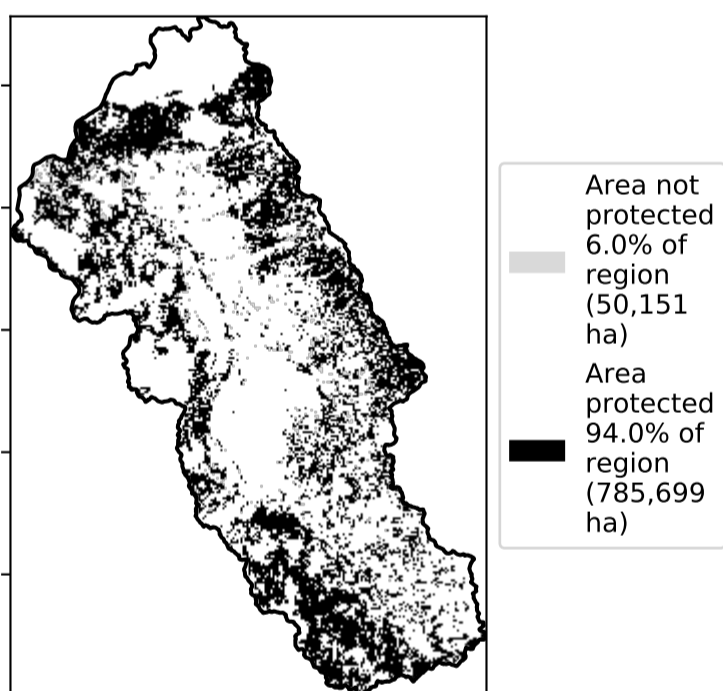 Area not
protected
6.0% of
region
(50,151
ha)
Area
protected
94.0% of
region
(785,699
ha)